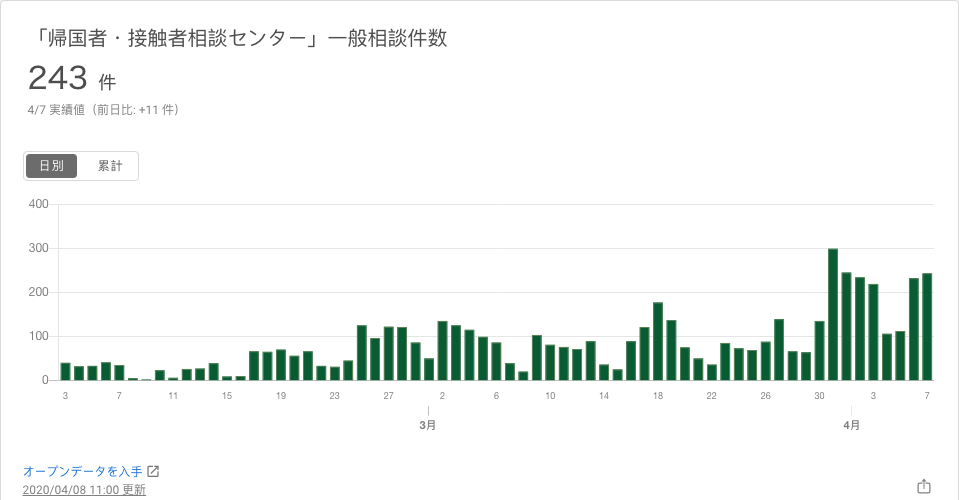 「帰国者・接触者相談センター」一般相談件数
243 件
4/7 実績値（前日比: +11 件）
日別 累計
400
300
200
100
0
3 7 11 15 19 23 27 2 6 10 14 18 22 26 30 3 7
3月 4月
オープンデータを入手
2020/04/08 11:00 更新